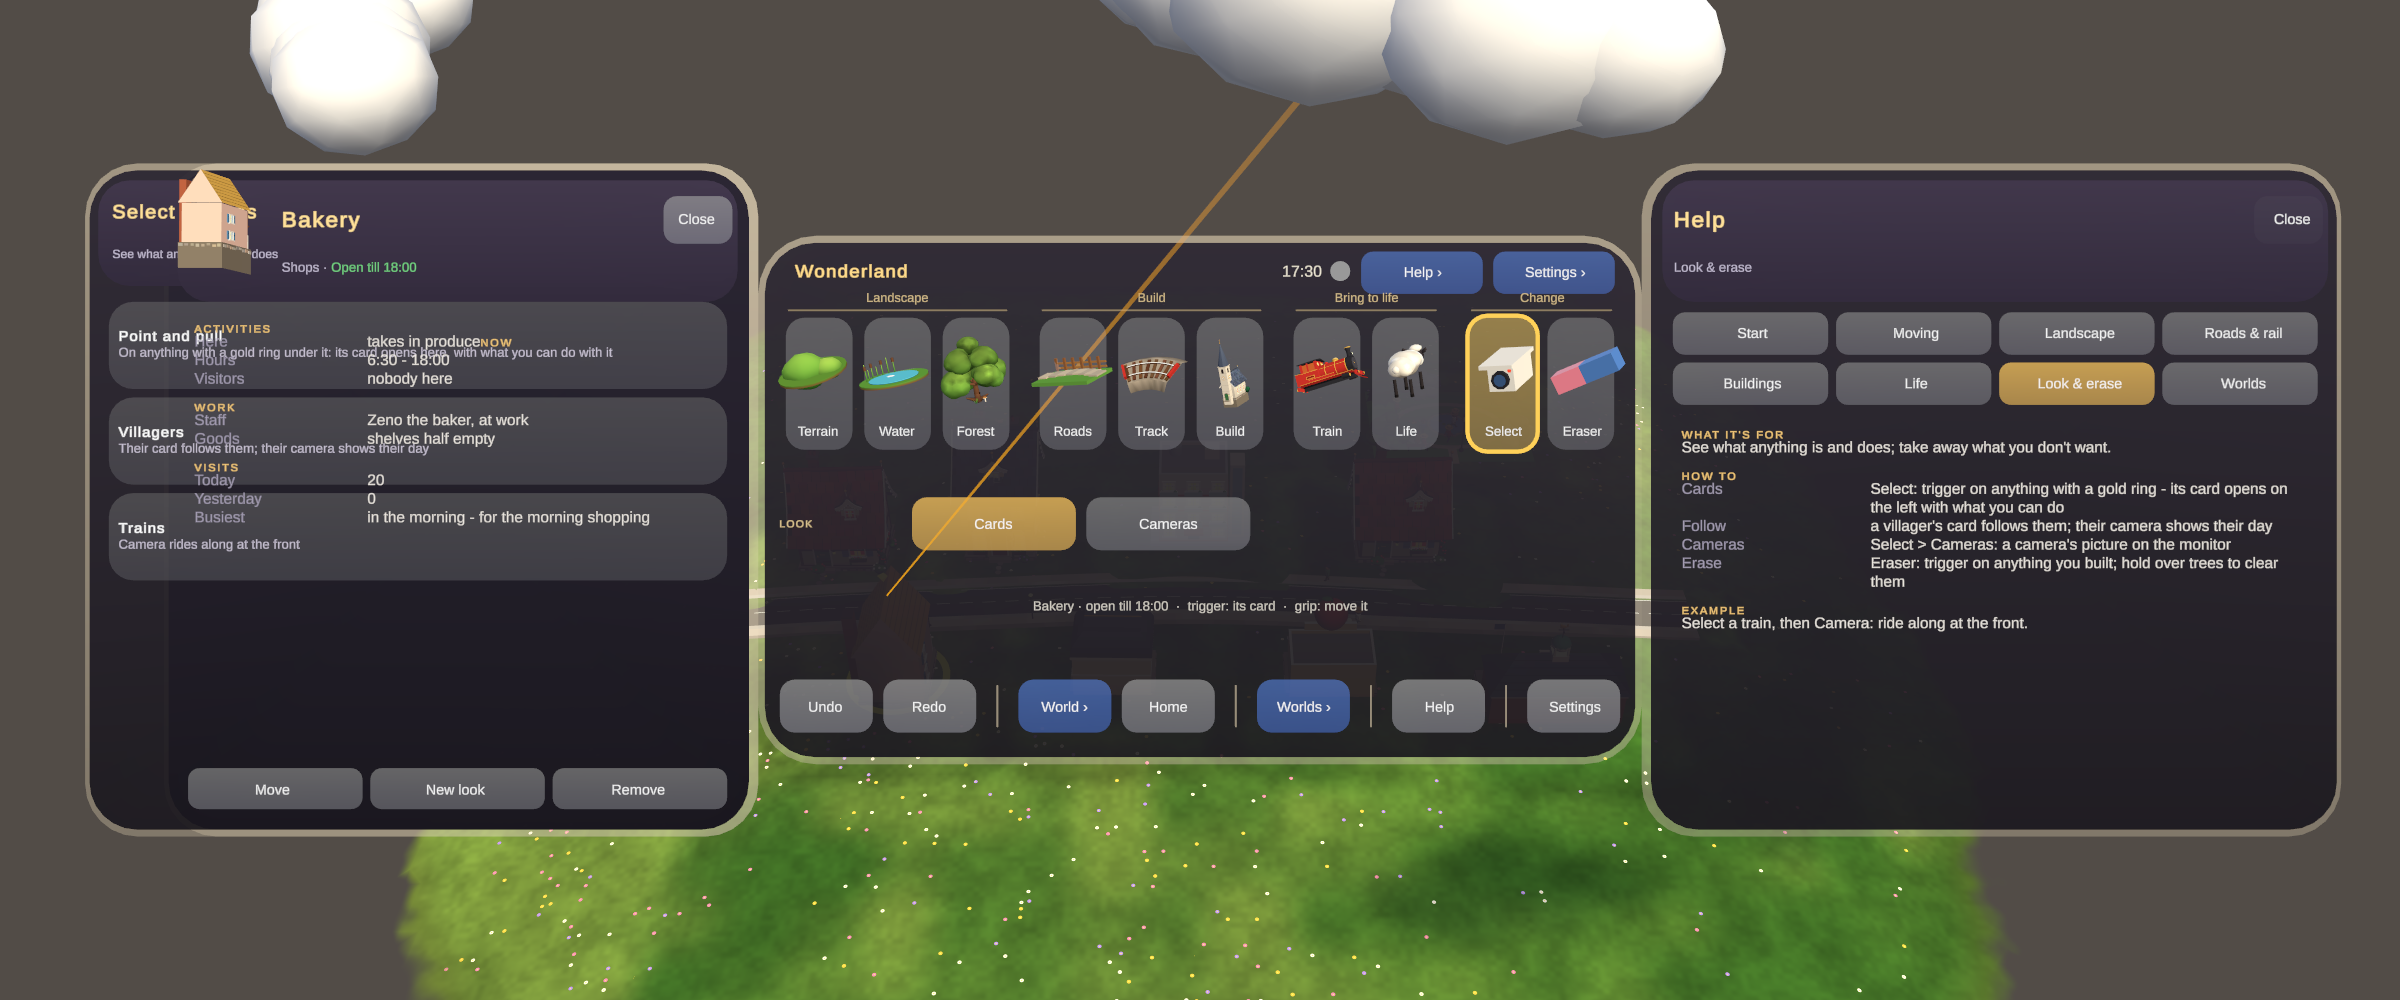 Select
s
See what an
does
Bakery
Shops · Open till 18:00
Close
Point and pull
On anything with a gold ring under it: its card opens here, with what you can do with it
ACTIVITIES
Here takes in produce NOW
Hours 6:30 - 18:00
Visitors nobody here
WORK
Staff Zeno the baker, at work
Goods shelves half empty
Villagers
Their card follows them; their camera shows their day
VISITS
Today 20
Yesterday 0
Busiest in the morning - for the morning shopping
Trains
Camera rides along at the front
Move New look Remove
Wonderland
17:30
Help ›
Settings ›
Landscape Build Bring to life Change
Terrain Water Forest Roads Track Build Train Life Select Eraser
LOOK Cards Cameras
Bakery · open till 18:00 · trigger: its card · grip: move it
Undo Redo World › Home Worlds › Help Settings
Help
Close
Look & erase
Start Moving Landscape Roads & rail
Buildings Life Look & erase Worlds
WHAT IT'S FOR
See what anything is and does; take away what you don't want.
HOW TO
Cards Select: trigger on anything with a gold ring - its card opens on
the left with what you can do
Follow a villager's card follows them; their camera shows their day
Cameras Select > Cameras: a camera's picture on the monitor
Erase Eraser: trigger on anything you built; hold over trees to clear
them
EXAMPLE
Select a train, then Camera: ride along at the front.